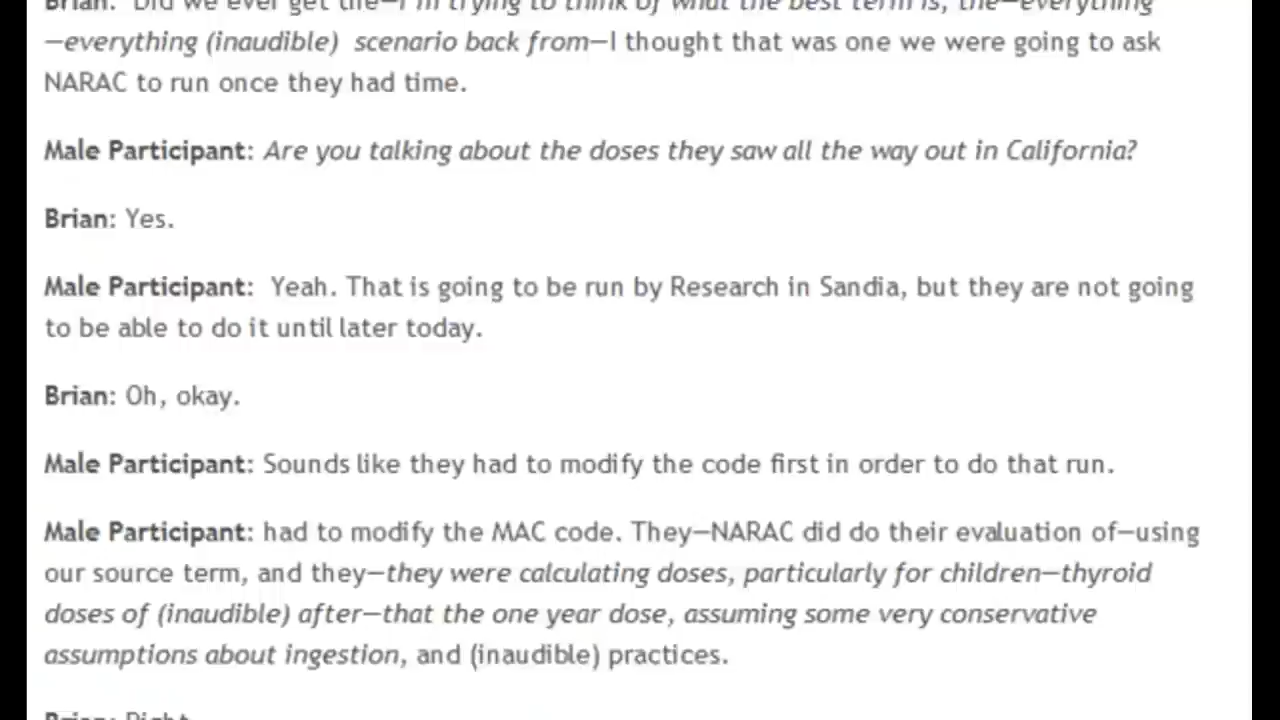 Brian: Did we ever get the—I'm trying to think of what the best term is, the—everything
—everything (inaudible) scenario back from—I thought that was one we were going to ask
NARAC to run once they had time.
Male Participant: Are you talking about the doses they saw all the way out in California?
Brian: Yes.
Male Participant: Yeah. That is going to be run by Research in Sandia, but they are not going
to be able to do it until later today.
Brian: Oh, okay.
Male Participant: Sounds like they had to modify the code first in order to do that run.
Male Participant: had to modify the MAC code. They—NARAC did do their evaluation of—using
our source term, and they—they were calculating doses, particularly for children—thyroid
doses of (inaudible) after—that the one year dose, assuming some very conservative
assumptions about ingestion, and (inaudible) practices.
Brian: Right